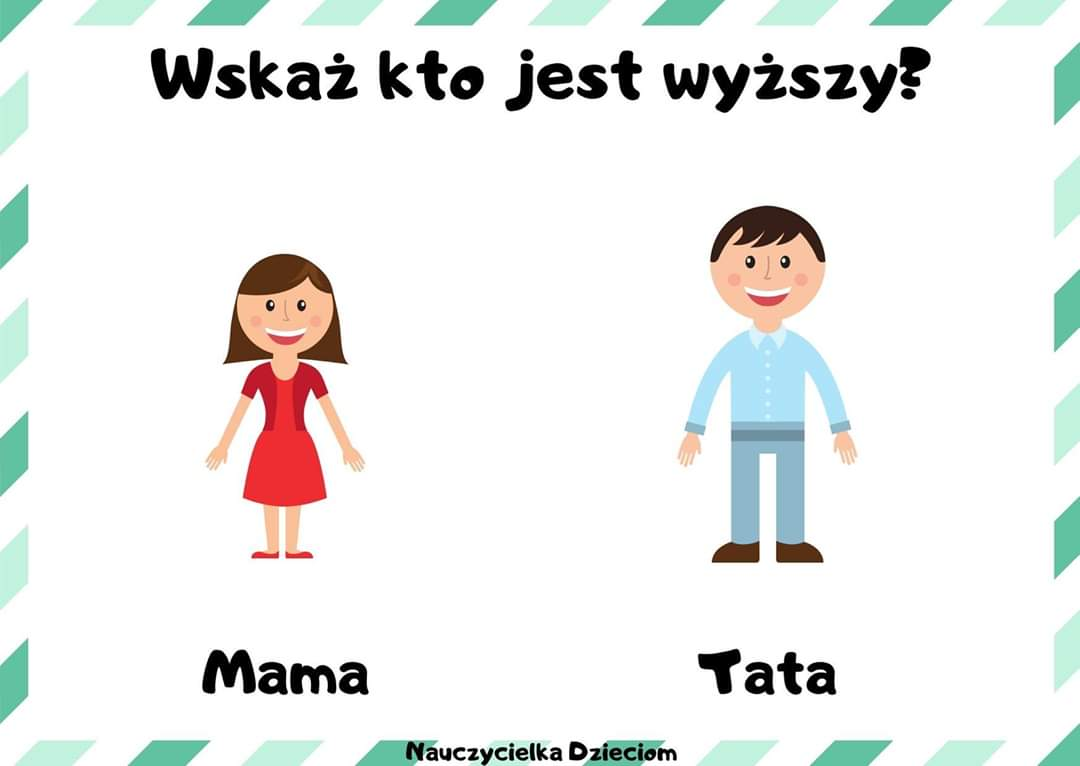 Wskaż kto jest wyższy?
Mama Tata
Nauczycielka Dzieciom